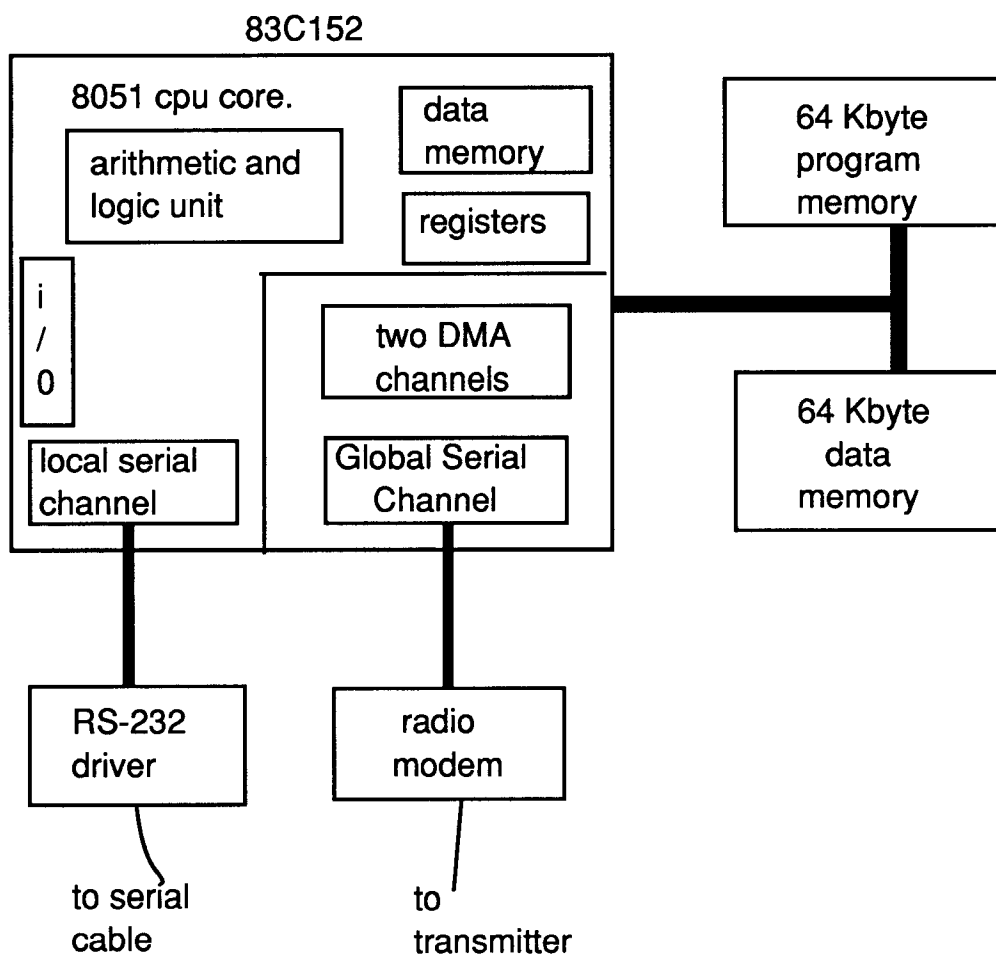 83C152
8051 cpu core.
arithmetic and
logic unit
data
memory
registers
i
/
0
two DMA
channels
local serial
channel
Global Serial
Channel
64 Kbyte
program
memory
64 Kbyte
data
memory
RS-232
driver
radio
modem
to serial
cable
to
transmitter